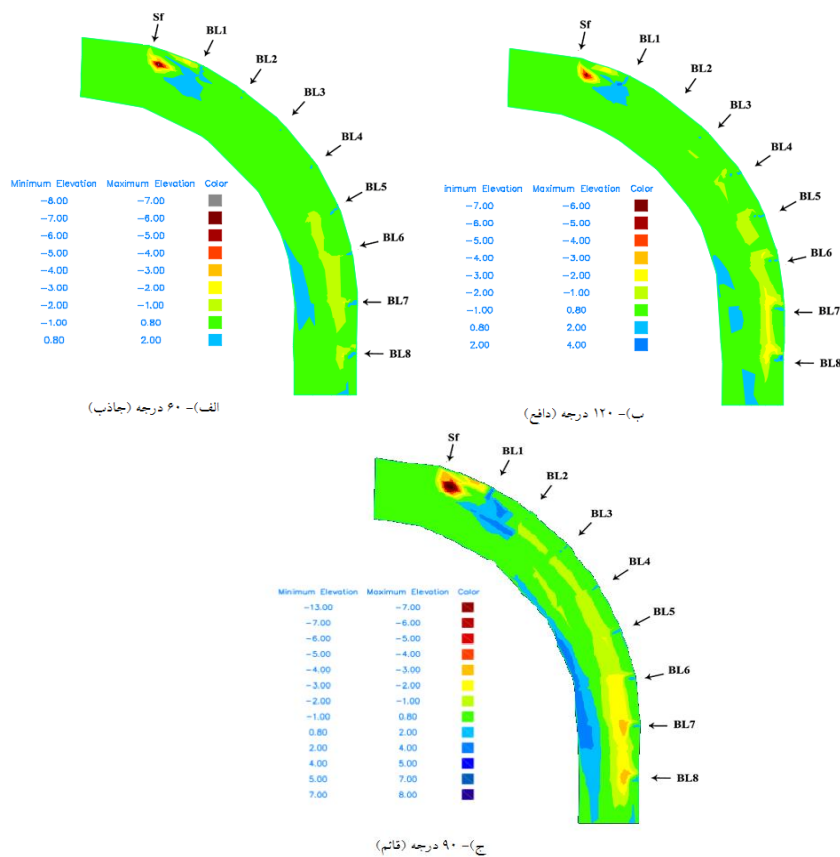 Sf
BL1
BL2
BL3
BL4
BL5
BL6
BL7
BL8
Minimum Elevation Maximum Elevation Color
-8.00 -7.00
-7.00 -6.00
-6.00 -5.00
-5.00 -4.00
-4.00 -3.00
-3.00 -2.00
-2.00 -1.00
-1.00 0.80
0.80 2.00
الف)- ۶۰ درجه (جاذب)
Sf
BL1
BL2
BL3
BL4
BL5
BL6
BL7
BL8
inimum Elevation Maximum Elevation Color
-7.00 -6.00
-6.00 -5.00
-5.00 -4.00
-4.00 -3.00
-3.00 -2.00
-2.00 -1.00
-1.00 0.80
0.80 2.00
2.00 4.00
ب)- ۱۲۰ درجه (دافع)
Sf
BL1
BL2
BL3
BL4
BL5
BL6
BL7
BL8
Minimum Elevation Maximum Elevation Color
-13.00 -7.00
-7.00 -6.00
-6.00 -5.00
-5.00 -4.00
-4.00 -3.00
-3.00 -2.00
-2.00 -1.00
-1.00 0.80
0.80 2.00
2.00 4.00
4.00 5.00
5.00 7.00
7.00 8.00
ج)- ۹۰ درجه (قائم)